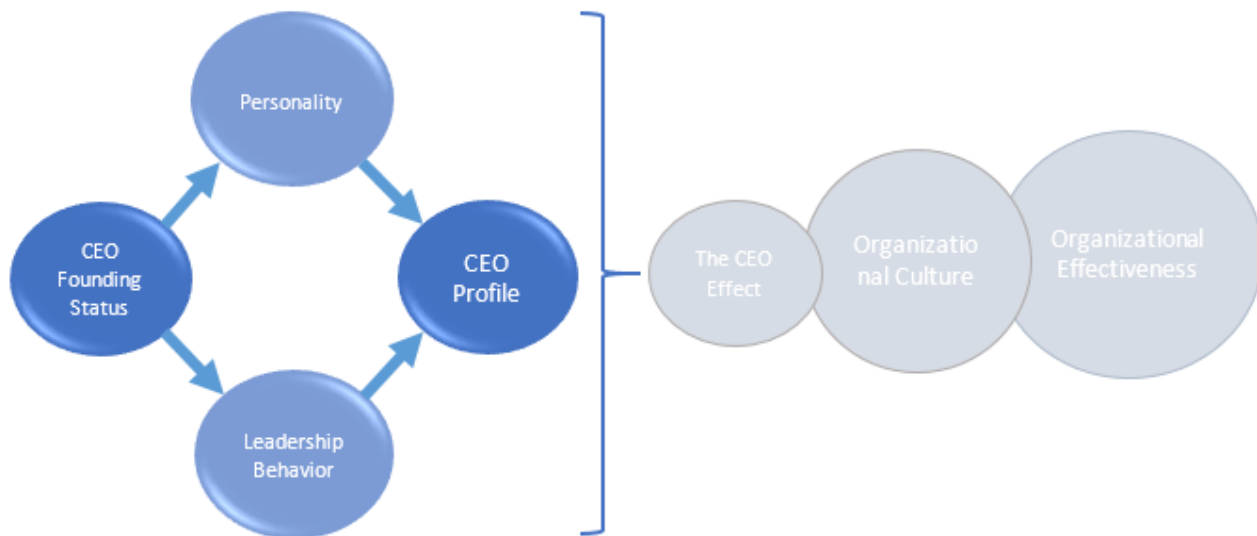 Personality
CEO
Founding
Status
CEO
Profile
Leadership
Behavior
The CEO
Effect
Organizatio
nal Culture
Organizational
Effectiveness